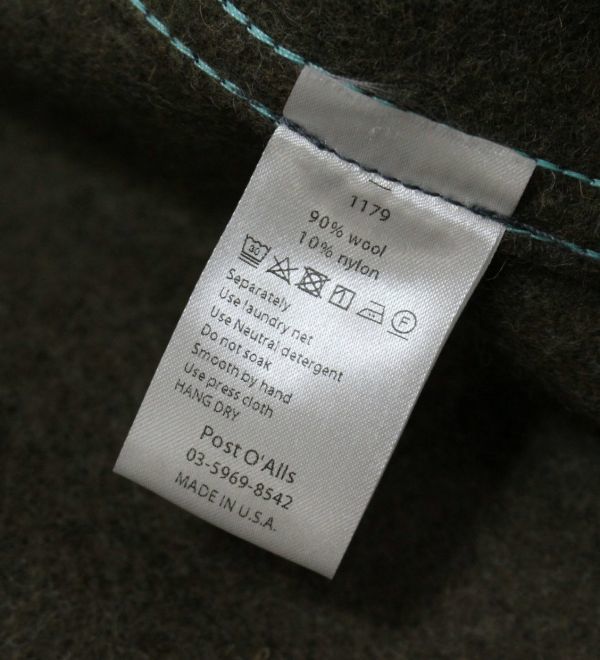 1179
90% wool
10% nylon
30
F
Separately
Use laundry net
Use Neutral detergent
Do not soak
Smooth by hand
Use press cloth
HANG DRY
Post O'Alls
03-5969-8542
MADE IN U.S.A.